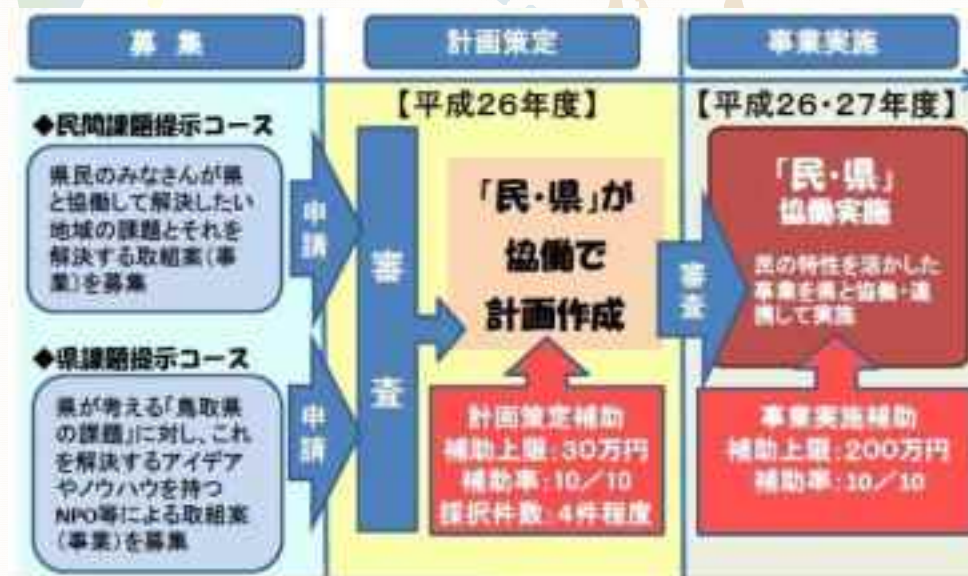 募集
計画策定
事業実施
【平成26年度】
【平成26・27年度】
◆民間課題提示コース
県民のみなさんが県
と協働して解決したい
地域の課題とそれを
解決する取組案(事
業)を募集
申請
◆県課題提示コース
県が考える「鳥取県
の課題」に対し、これ
を解決するアイデア
やノウハウを持つ
NPO等による取組案
(事業)を募集
申請
審査
「民・県」が
協働で
計画作成
計画策定補助
補助上限:30万円
補助率:10/10
採択件数:4件程度
審査
「民・県」
協働実施
民の特性を活かした
事業を県と協働・連
携して実施
事業実施補助
補助上限:200万円
補助率:10/10